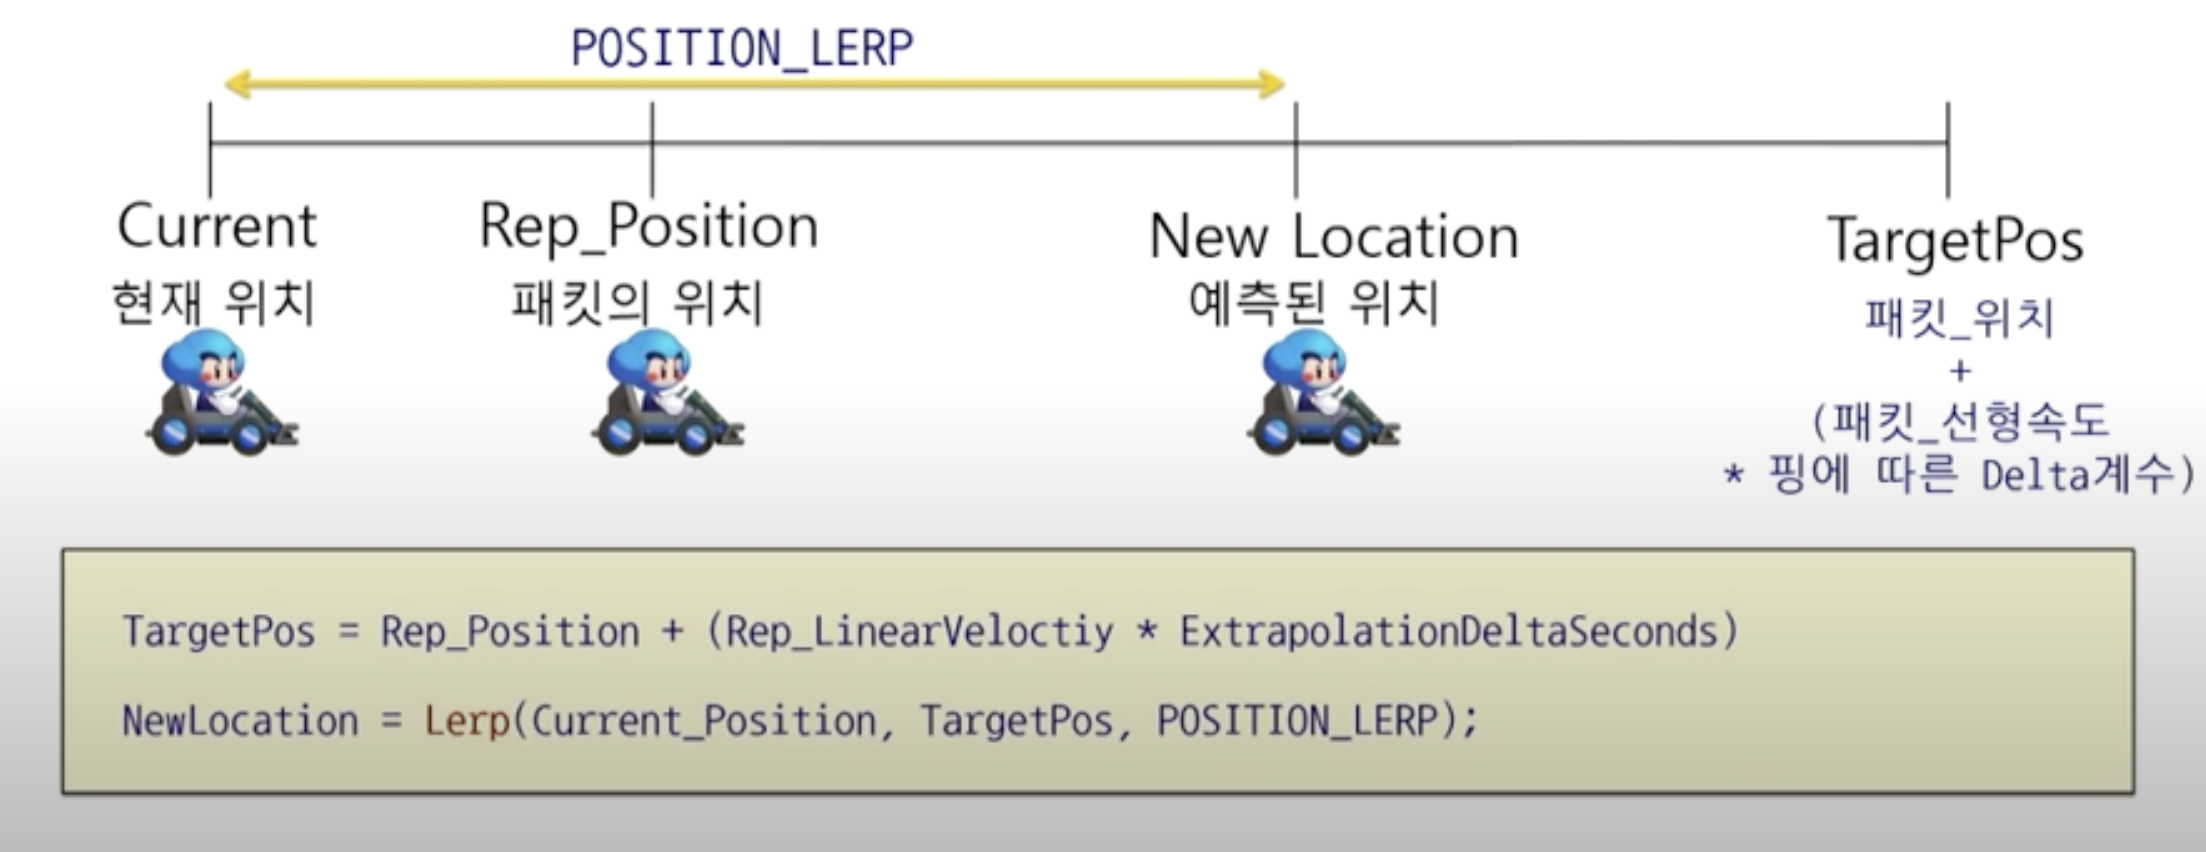 POSITION_LERP
Current
현재 위치
Rep_Position
패킷의 위치
New Location
예측된 위치
TargetPos
패킷_위치
+
(패킷_선형속도
* 핑에 따른 Delta계수)
TargetPos = Rep_Position + (Rep_LinearVeloctiy * ExtrapolationDeltaSeconds)
NewLocation = Lerp(Current_Position, TargetPos, POSITION_LERP);